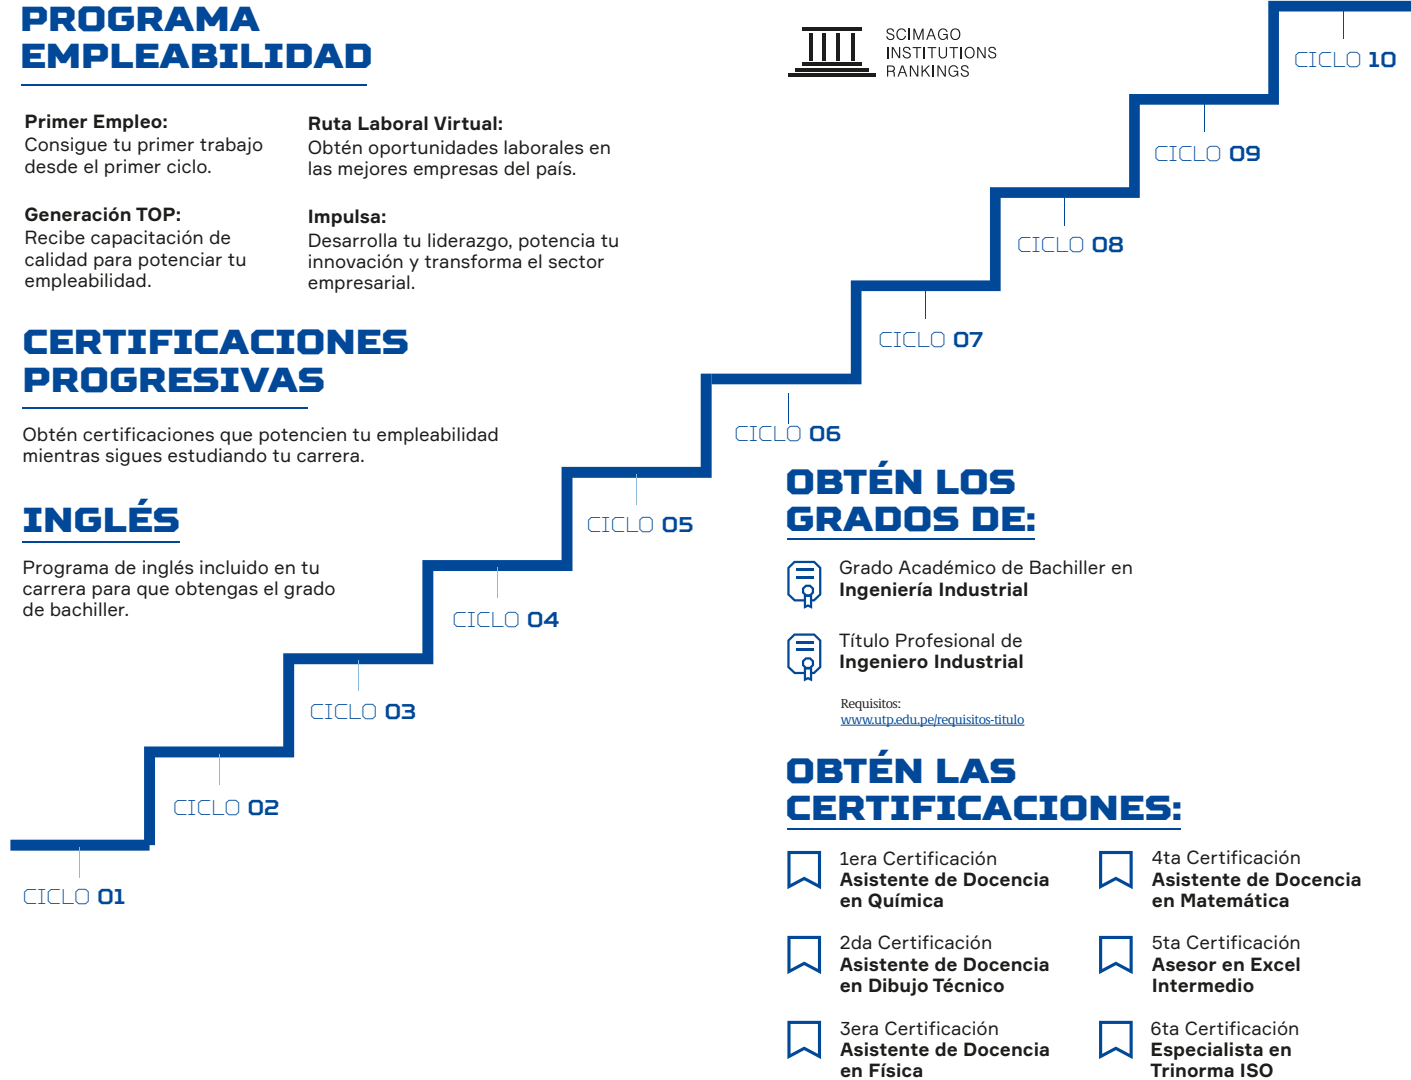 PROGRAMA
EMPLEABILIDAD
Primer Empleo:
Consigue tu primer trabajo
desde el primer ciclo.
Ruta Laboral Virtual:
Obtén oportunidades laborales en
las mejores empresas del país.
Generación TOP:
Recibe capacitación de
calidad para potenciar tu
empleabilidad.
Impulsa:
Desarrolla tu liderazgo, potencia tu
innovación y transforma el sector
empresarial.
CERTIFICACIONES
PROGRESIVAS
Obtén certificaciones que potencien tu empleabilidad
mientras sigues estudiando tu carrera.
INGLÉS
Programa de inglés incluido en tu
carrera para que obtengas el grado
de bachiller.
SCIMAGO
INSTITUTIONS
RANKINGS
CICLO 10
CICLO 09
CICLO 08
CICLO 07
CICLO 06
CICLO 05
CICLO 04
CICLO 03
CICLO 02
CICLO 01
OBTÉN LOS
GRADOS DE:
Grado Académico de Bachiller en
Ingeniería Industrial
Título Profesional de
Ingeniero Industrial
Requisitos:
www.utp.edu.pe/requisitos-titulo
OBTÉN LAS
CERTIFICACIONES:
1era Certificación
Asistente de Docencia
en Química
2da Certificación
Asistente de Docencia
en Dibujo Técnico
3era Certificación
Asistente de Docencia
en Física
4ta Certificación
Asistente de Docencia
en Matemática
5ta Certificación
Asesor en Excel
Intermedio
6ta Certificación
Especialista en
Trinorma ISO